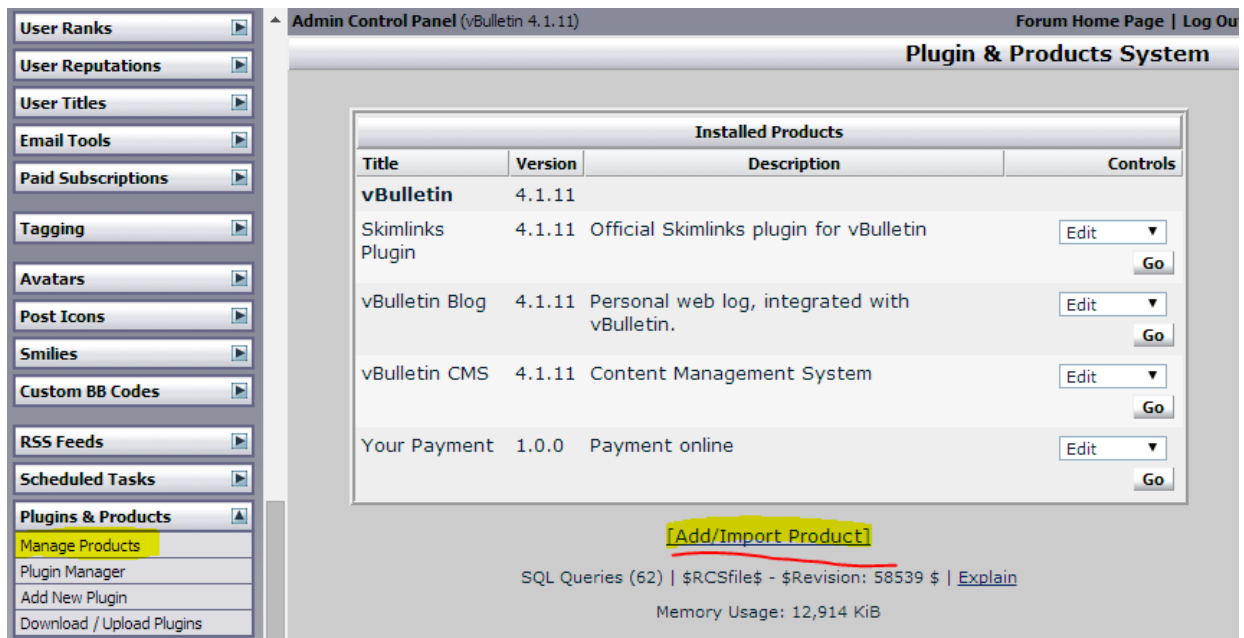 User Ranks
User Reputations
User Titles
Email Tools
Paid Subscriptions
Tagging
Avatars
Post Icons
Smilies
Custom BB Codes
RSS Feeds
Scheduled Tasks
Plugins & Products
Manage Products
Plugin Manager
Add New Plugin
Download / Upload Plugins
Admin Control Panel (vBulletin 4.1.11) Forum Home Page | Log Out
Plugin & Products System
Installed Products
Title Version Description Controls
vBulletin 4.1.11
Skimlinks 4.1.11 Official Skimlinks plugin for vBulletin Edit
Plugin Go
vBulletin Blog 4.1.11 Personal web log, integrated with Edit
vBulletin. Go
vBulletin CMS 4.1.11 Content Management System Edit
Go
Your Payment 1.0.0 Payment online Edit
Go
[Add/Import Product]
SQL Queries (62) | $RCSfile$ - $Revision: 58539 $ | Explain
Memory Usage: 12,914 KiB